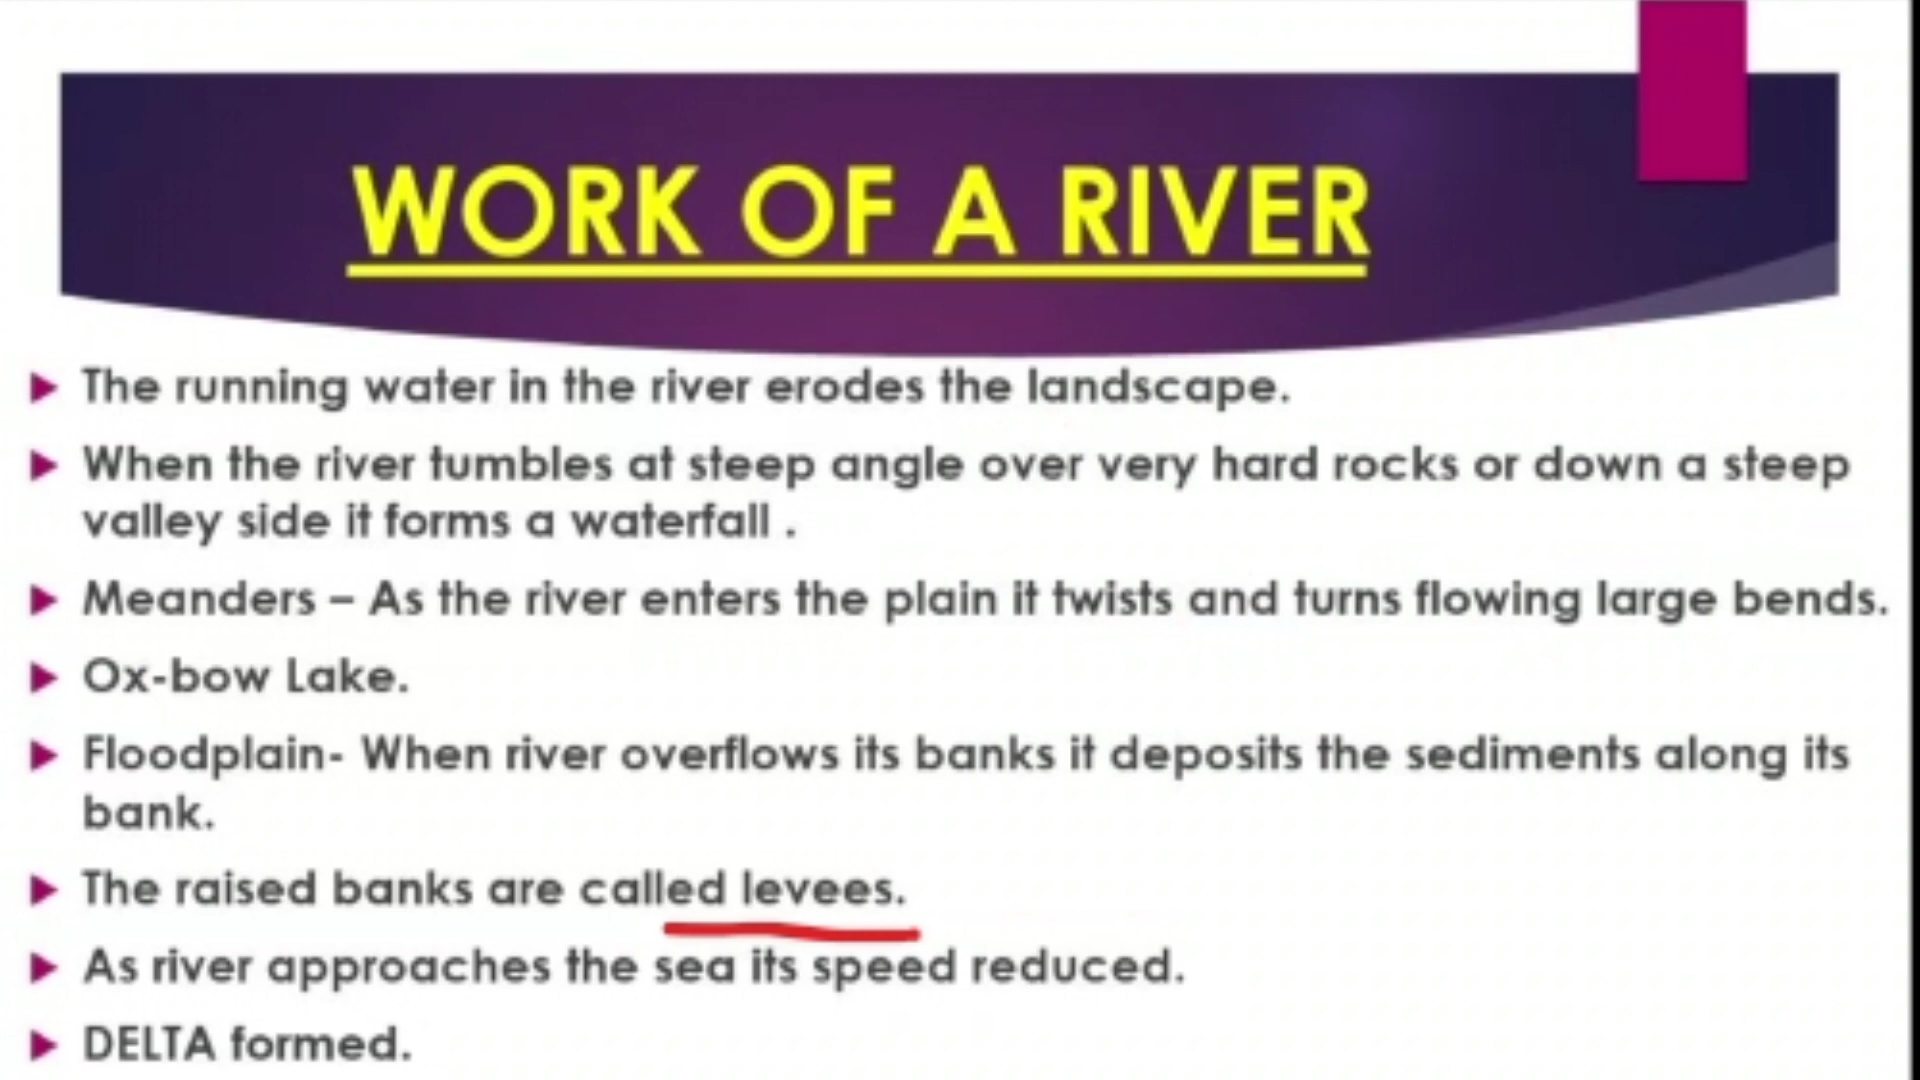 WORK OF A RIVER
The running water in the river erodes the landscape.
When the river tumbles at steep angle over very hard rocks or down a steep
valley side it forms a waterfall .
Meanders – As the river enters the plain it twists and turns flowing large bends.
Ox-bow Lake.
Floodplain- When river overflows its banks it deposits the sediments along its
bank.
The raised banks are called levees.
As river approaches the sea its speed reduced.
DELTA formed.